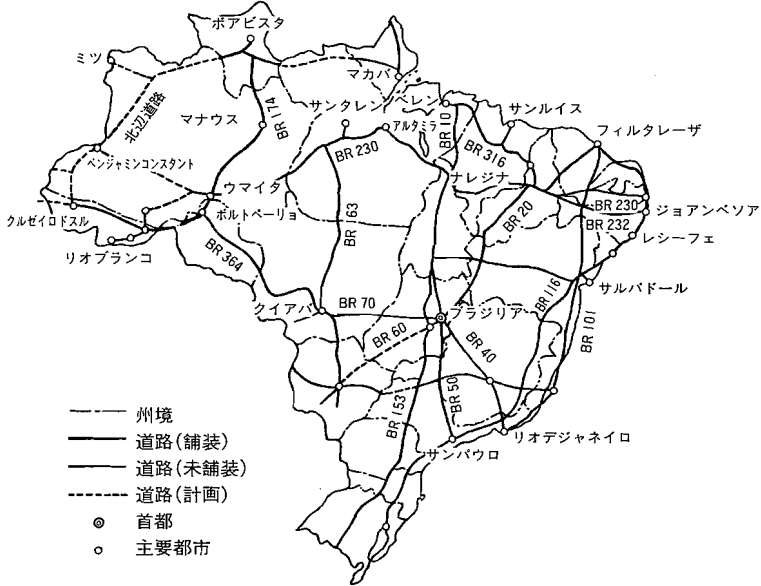 ボアビスタ
ミツ
マカバ
北辺道路
マナウス
BR 174
サンタレン
ベレン
アルタミラ
BR 10
サンルイス
BR 316
フィルタレーザ
ベンジャミンコンスタント
BR 230
ナレジナ
ウマイタ
BR 230
ジョアンペソア
クルゼイロドスル
ポルトベーリョ
BR 163
BR 20
BR 232
レシーフェ
リオブランコ
BR 364
サルバドール
クイアバ
BR 70
ブラジリア
BR 116
BR 101
BR 60
BR 40
BR 153
BR 50
サンパウロ
リオデジャネイロ
州境
道路(舗装)
道路(未舗装)
道路(計画)
首都
主要都市